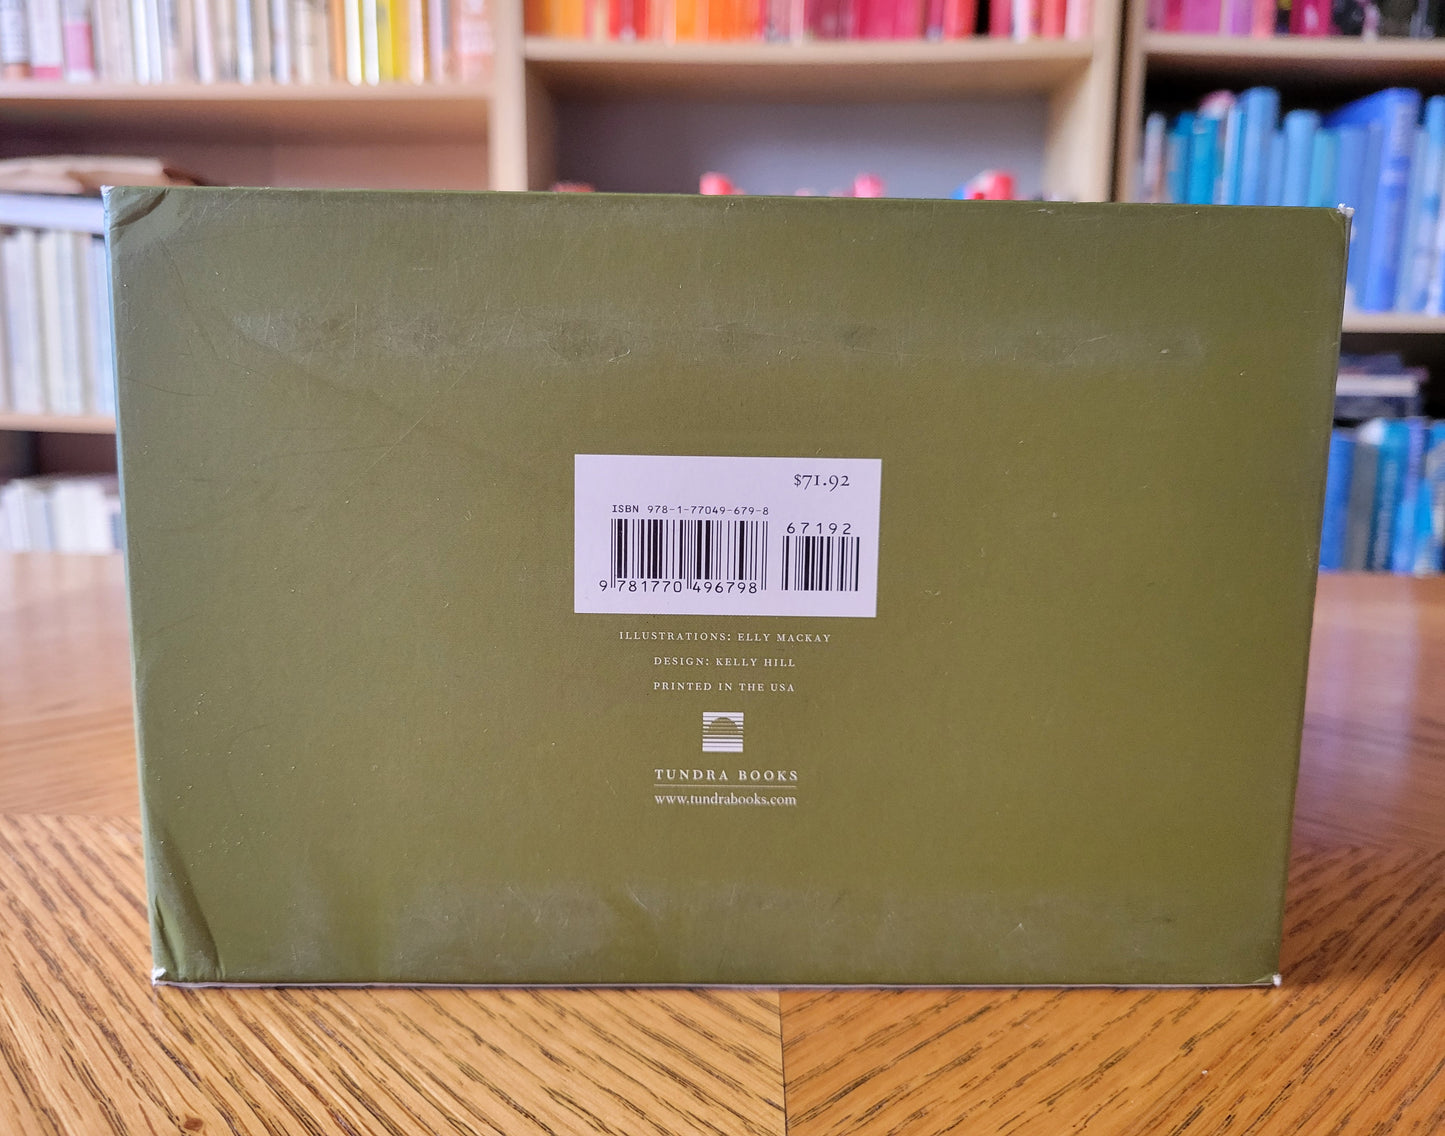 $71.92
ISBN 978-1-77049-679-8
67192
9 781770 496798
ILLUSTRATIONS: ELLY MACKAY
DESIGN: KELLY HILL
PRINTED IN THE USA
TUNDRA BOOKS
www.tundrabooks.com